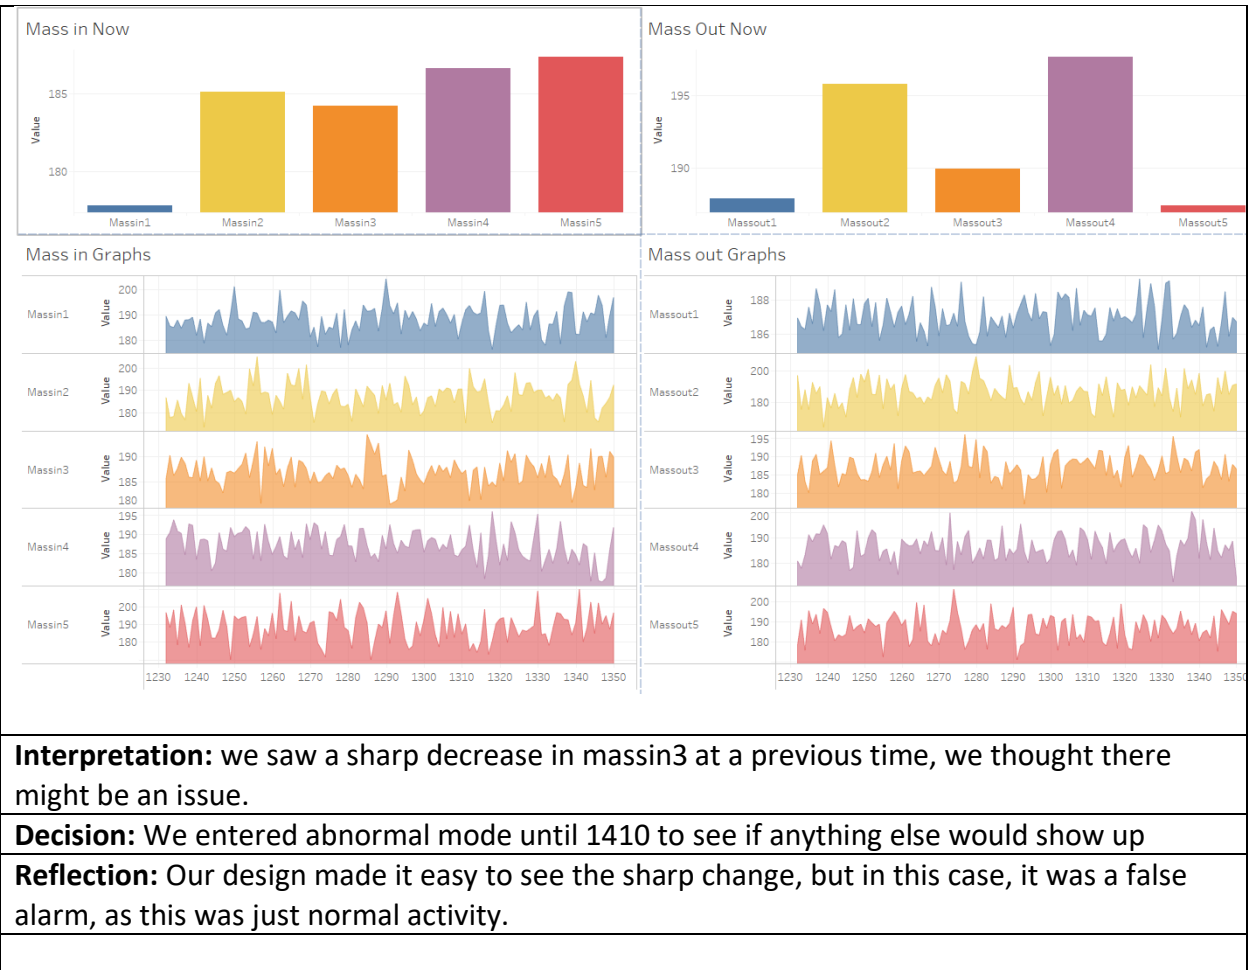 Mass in Now
Value
185
180
Massin1 Massin2 Massin3 Massin4 Massin5
Mass Out Now
Value
195
190
Massout1 Massout2 Massout3 Massout4 Massout5
Mass in Graphs
Massin1 Value 200 190 180
Massin2 Value 200 190 180
Massin3 Value 190 185 180
Massin4 Value 195 190 185 180
Massin5 Value 200 190 180
1230 1240 1250 1260 1270 1280 1290 1300 1310 1320 1330 1340 1350
Mass out Graphs
Massout1 Value 188 186
Massout2 Value 200 180
Massout3 Value 195 190 185 180
Massout4 Value 200 190 180
Massout5 Value 200 190 180
1230 1240 1250 1260 1270 1280 1290 1300 1310 1320 1330 1340 1350
Interpretation: we saw a sharp decrease in massin3 at a previous time, we thought there
might be an issue.
Decision: We entered abnormal mode until 1410 to see if anything else would show up
Reflection: Our design made it easy to see the sharp change, but in this case, it was a false
alarm, as this was just normal activity.